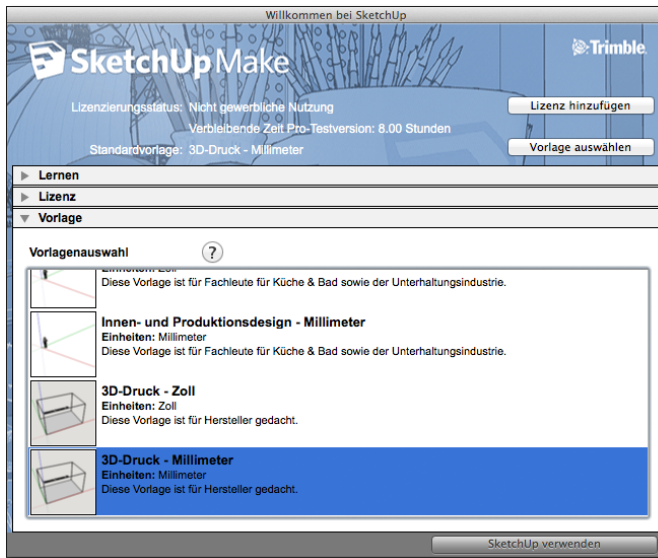 Willkommen bei SketchUp
SketchUp Make
Trimble
Lizenzierungsstatus: Nicht gewerbliche Nutzung
Lizenz hinzufügen
Verbleibende Zeit Pro-Testversion: 8.00 Stunden
Standardvorlage: 3D-Druck - Millimeter
Vorlage auswählen
Lernen
Lizenz
Vorlage
Vorlagenauswahl ?
Einheiten: Zoll
Diese Vorlage ist für Fachleute für Küche & Bad sowie der Unterhaltungsindustrie.
Innen- und Produktionsdesign - Millimeter
Einheiten: Millimeter
Diese Vorlage ist für Fachleute für Küche & Bad sowie der Unterhaltungsindustrie.
3D-Druck - Zoll
Einheiten: Zoll
Diese Vorlage ist für Hersteller gedacht.
3D-Druck - Millimeter
Einheiten: Millimeter
Diese Vorlage ist für Hersteller gedacht.
SketchUp verwenden